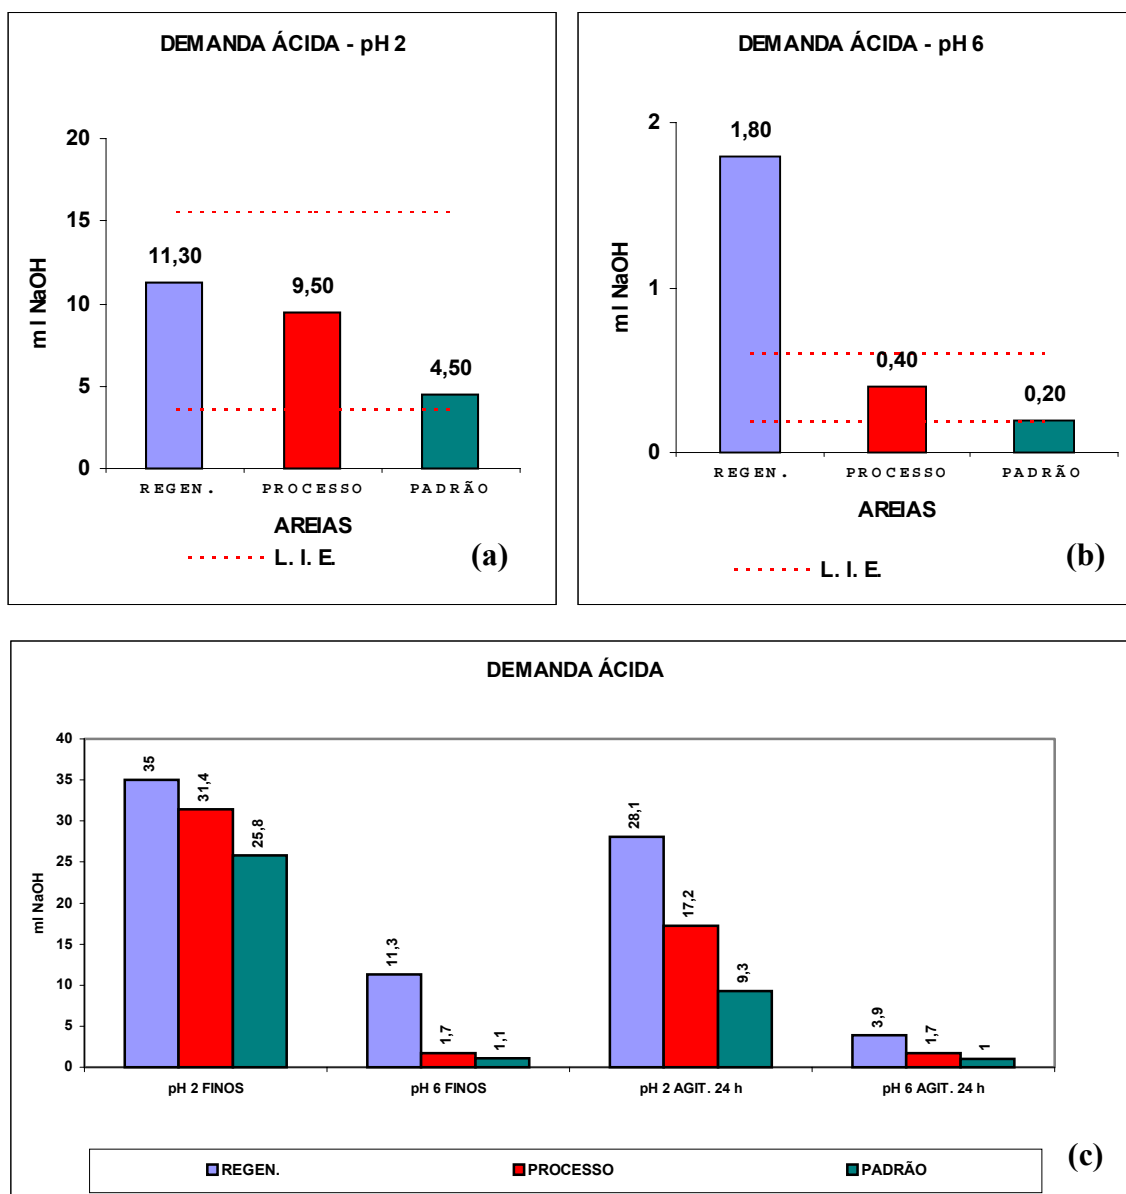 DEMANDA ÁCIDA - pH 2
20
15
10
5
0
ml NaOH
11,30
9,50
4,50
REGEN.
PROCESSO
PADRÃO
AREIAS
L. I. E.
(a)
DEMANDA ÁCIDA - pH 6
2
1
0
ml NaOH
1,80
0,40
0,20
REGEN.
PROCESSO
PADRÃO
AREIAS
L. I. E.
(b)
DEMANDA ÁCIDA
40
35
30
25
20
15
10
5
0
ml NaOH
35
31,4
25,8
11,3
1,7
1,1
28,1
17,2
9,3
3,9
1,7
1
pH 2 FINOS
pH 6 FINOS
pH 2 AGIT. 24 h
pH 6 AGIT. 24 h
REGEN.
PROCESSO
PADRÃO
(c)